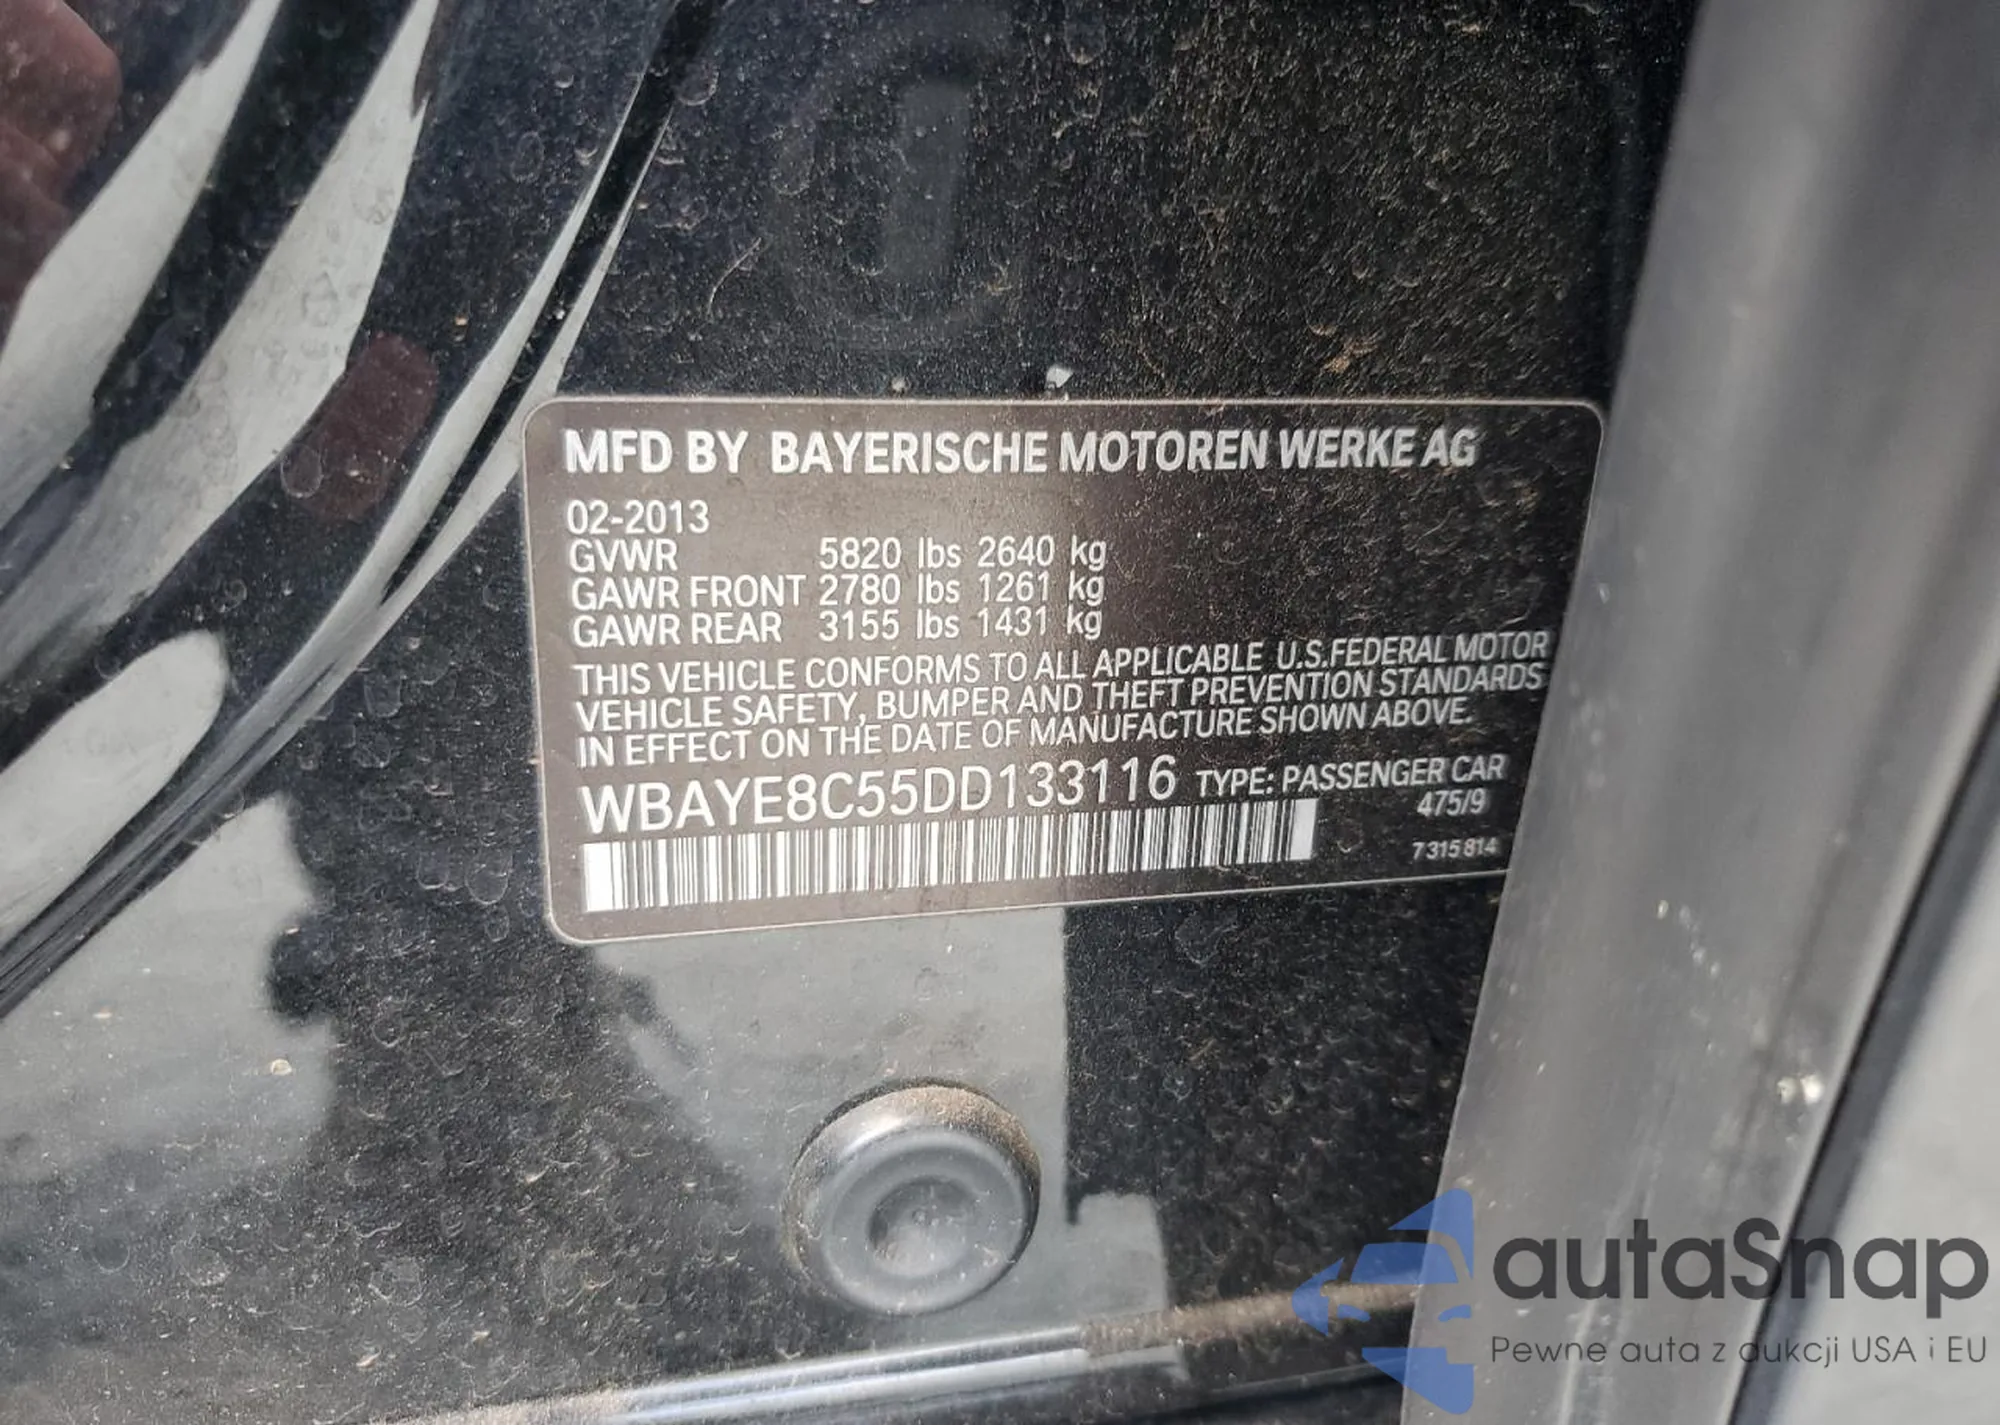 MFD BY BAYERISCHE MOTOREN WERKE AG
02-2013
GVWR 5820 lbs 2640 kg
GAWR FRONT 2780 lbs 1261 kg
GAWR REAR 3155 lbs 1431 kg
THIS VEHICLE CONFORMS TO ALL APPLICABLE U.S.FEDERAL MOTOR
VEHICLE SAFETY, BUMPER AND THEFT PREVENTION STANDARDS
IN EFFECT ON THE DATE OF MANUFACTURE SHOWN ABOVE.
WBAYE8C55DD133116 TYPE: PASSENGER CAR
475/9
7 315 814
autaSnap
Pewne auta z aukcji USA i EU